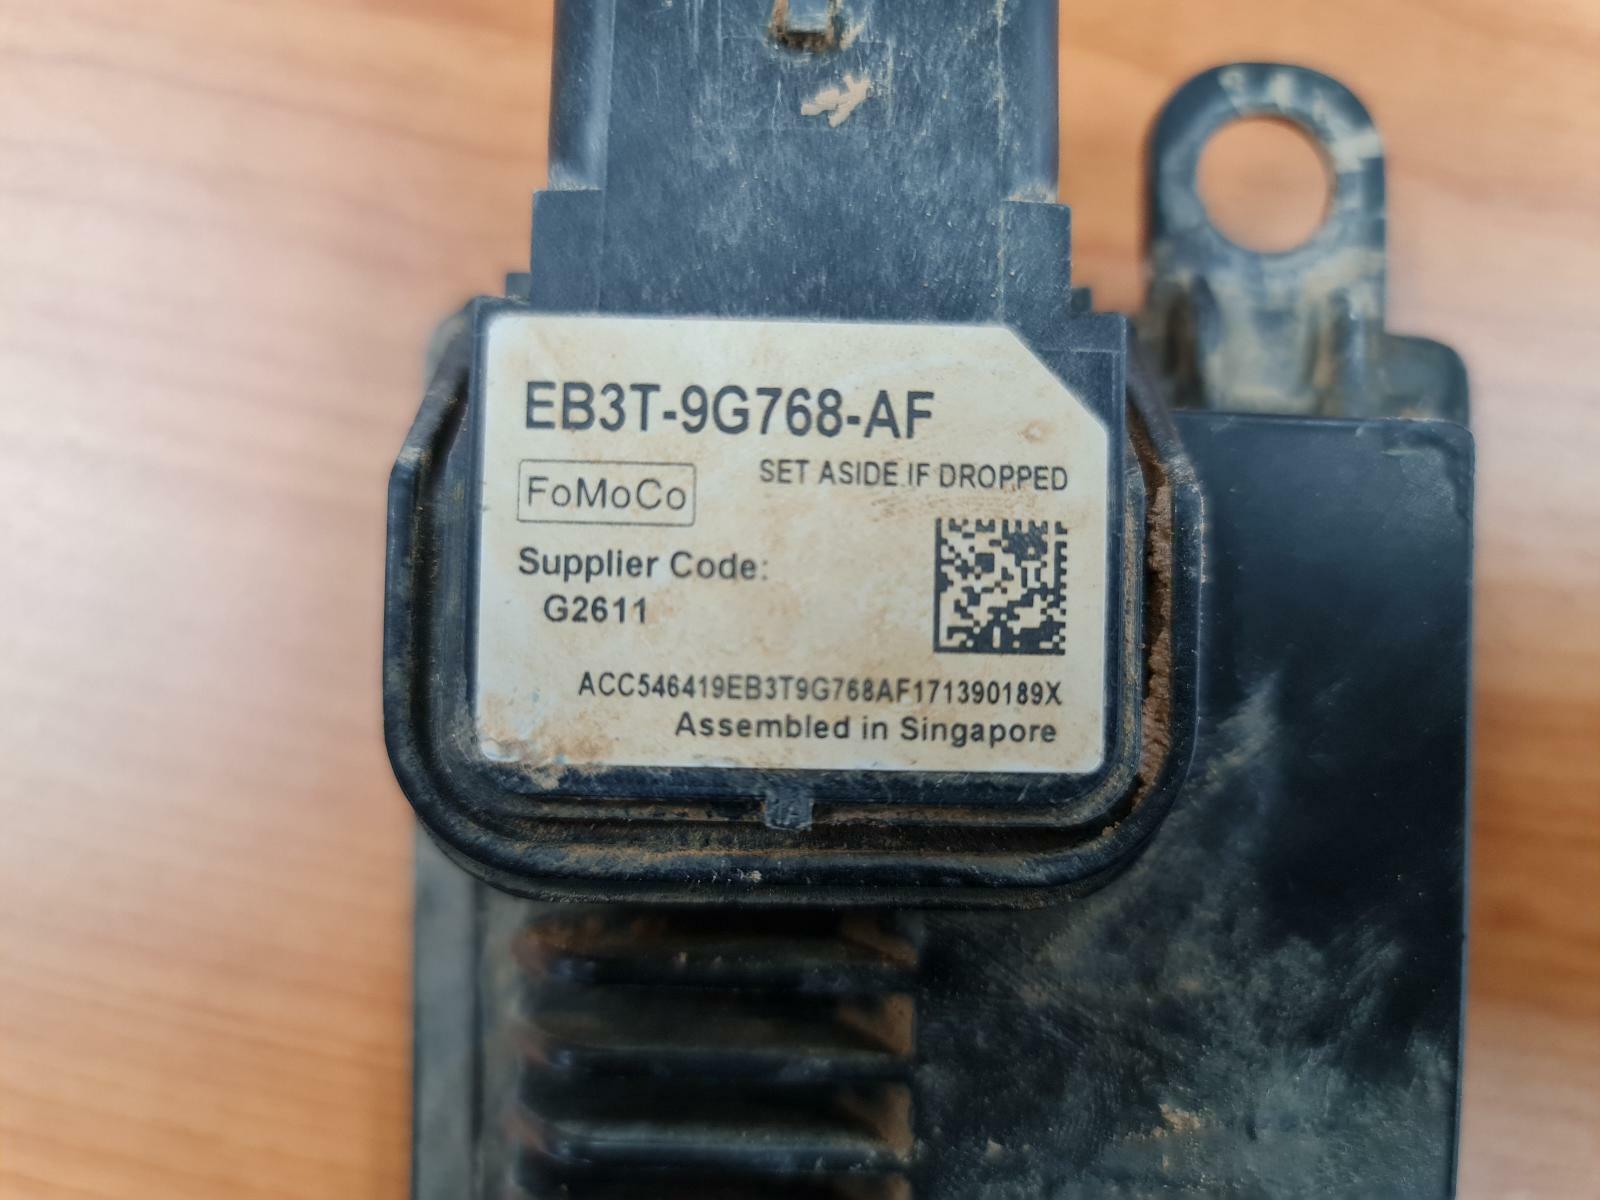 EB3T-9G768-AF
SET ASIDE IF DROPPED
FoMoCo
Supplier Code:
G2611
ACC546419EB3T9G768AF171390189X
Assembled in Singapore